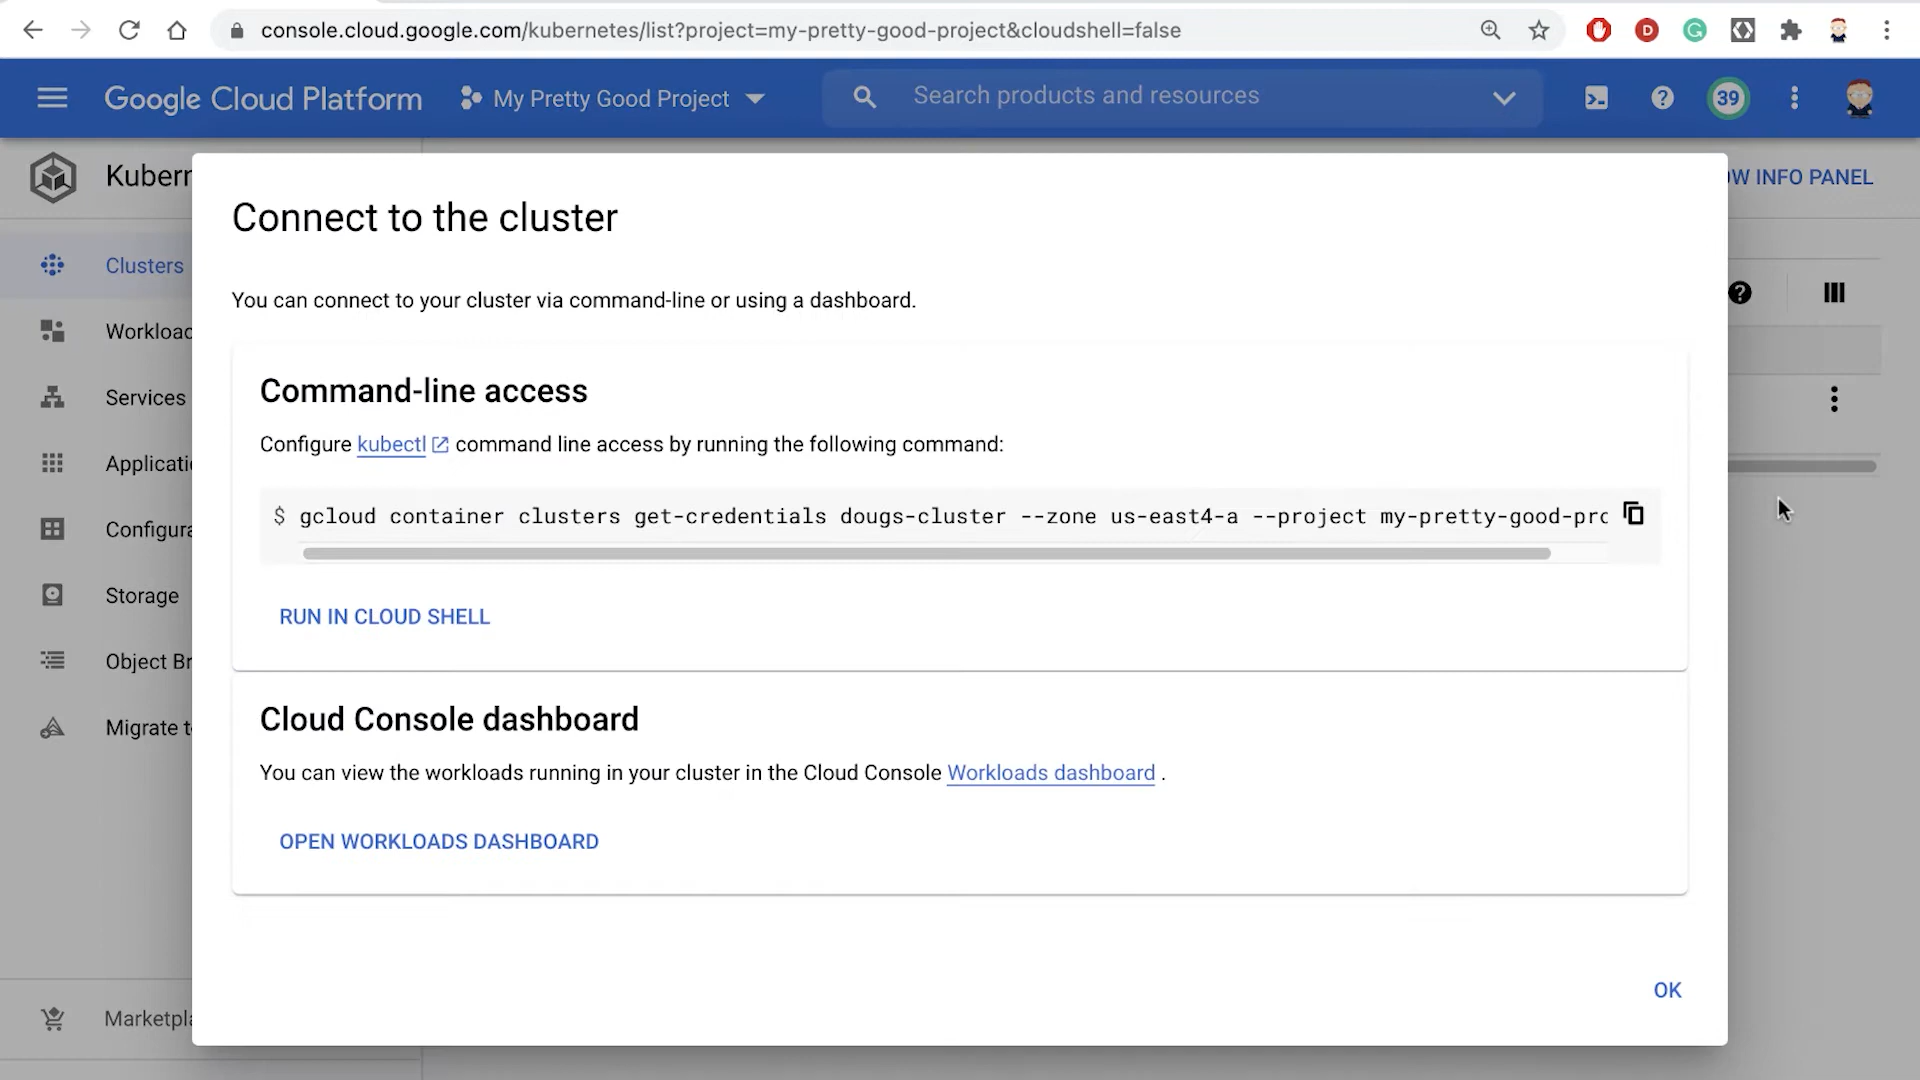 console.cloud.google.com/kubernetes/list?project=my-pretty-good-project&cloudshell=false
D
G
Google Cloud Platform
My Pretty Good Project
Search products and resources
?
39
Kubern
OW INFO PANEL
Connect to the cluster
Clusters
You can connect to your cluster via command-line or using a dashboard.
?
Workloac
Command-line access
Services
Configure kubectl command line access by running the following command:
Applicati
$ gcloud container clusters get-credentials dougs-cluster --zone us-east4-a --project my-pretty-good-prc
Configura
Storage
RUN IN CLOUD SHELL
Object Br
Cloud Console dashboard
Migrate t
You can view the workloads running in your cluster in the Cloud Console Workloads dashboard .
OPEN WORKLOADS DASHBOARD
OK
Marketpla